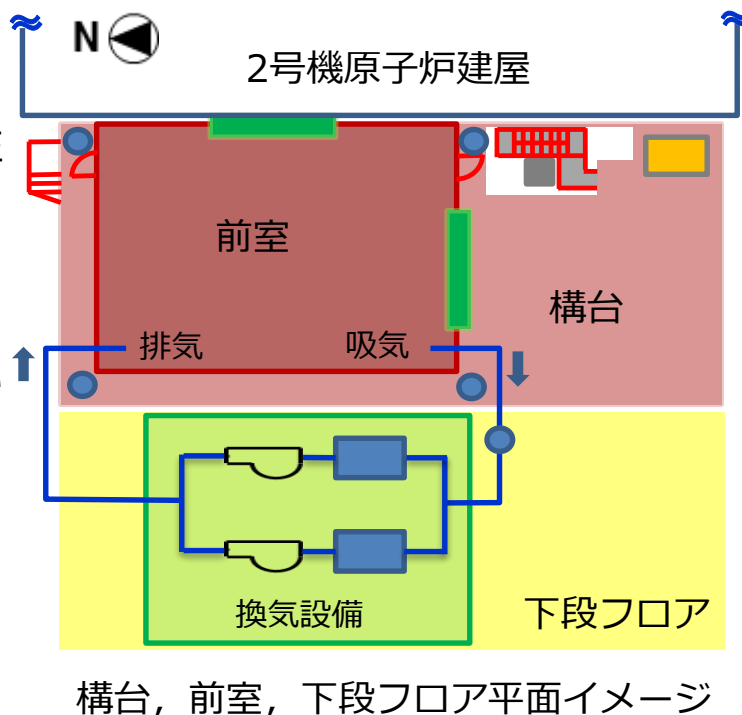 N
2号機原子炉建屋
前室
構台
排気
吸気
換気設備
下段フロア
構台，前室，下段フロア平面イメージ